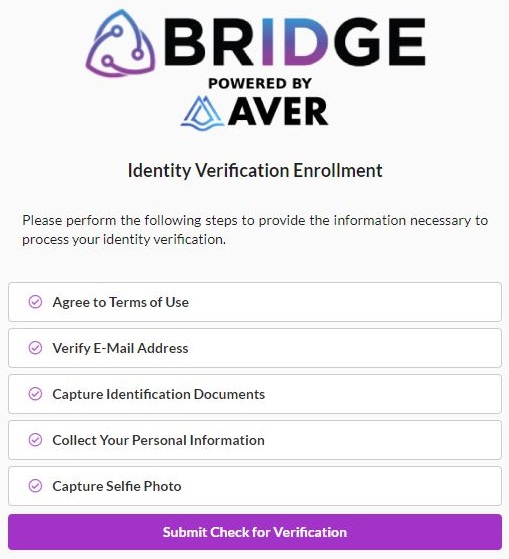 BRIDGE
POWERED BY
AVER
Identity Verification Enrollment
Please perform the following steps to provide the information necessary to
process your identity verification.
Agree to Terms of Use
Verify E-Mail Address
Capture Identification Documents
Collect Your Personal Information
Capture Selfie Photo
Submit Check for Verification